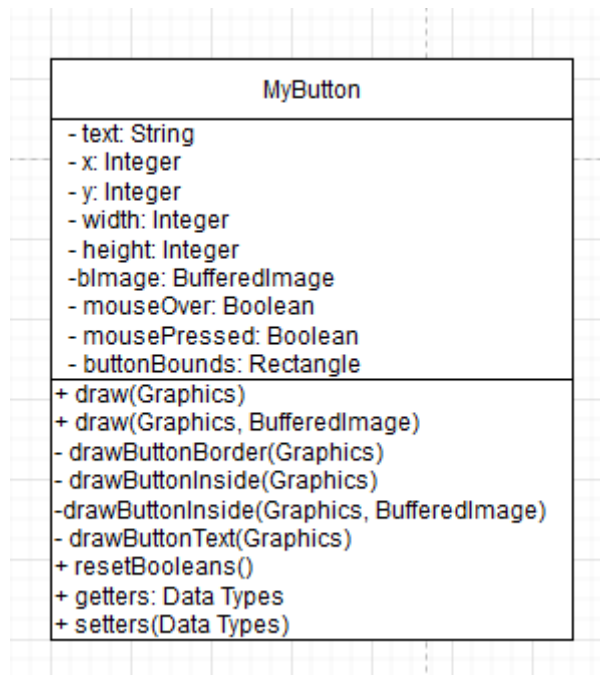 MyButton
- text: String
- x: Integer
- y: Integer
- width: Integer
- height: Integer
-bImage: BufferedImage
- mouseOver: Boolean
- mousePressed: Boolean
- buttonBounds: Rectangle
+ draw(Graphics)
+ draw(Graphics, BufferedImage)
- drawButtonBorder(Graphics)
- drawButtonInside(Graphics)
-drawButtonInside(Graphics, BufferedImage)
- drawButtonText(Graphics)
+ resetBooleans()
+ getters: Data Types
+ setters(Data Types)